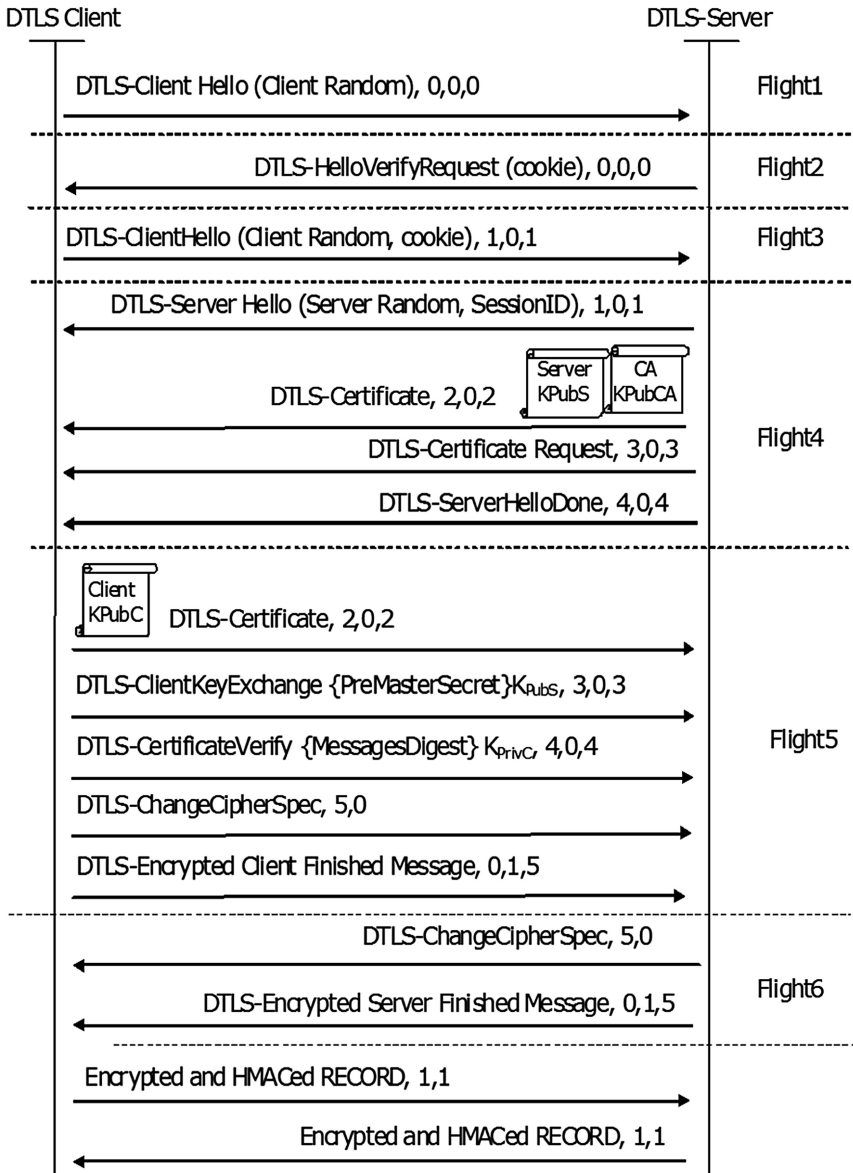 DTLS Client
DTLS-Server
DTLS-Client Hello (Client Random), 0,0,0
Flight1
DTLS-HelloVerifyRequest (cookie), 0,0,0
Flight2
DTLS-ClientHello (Client Random, cookie), 1,0,1
Flight3
DTLS-Server Hello (Server Random, SessionID), 1,0,1
Server
KPubS
CA
KPubCA
DTLS-Certificate, 2,0,2
Flight4
DTLS-Certificate Request, 3,0,3
DTLS-ServerHelloDone, 4,0,4
Client
KPubC
DTLS-Certificate, 2,0,2
DTLS-ClientKeyExchange {PreMasterSecret}KPubS, 3,0,3
Flight5
DTLS-CertificateVerify {MessagesDigest} KPrivC, 4,0,4
DTLS-ChangeCipherSpec, 5,0
DTLS-Encrypted Client Finished Message, 0,1,5
DTLS-ChangeCipherSpec, 5,0
Flight6
DTLS-Encrypted Server Finished Message, 0,1,5
Encrypted and HMACed RECORD, 1,1
Encrypted and HMACed RECORD, 1,1